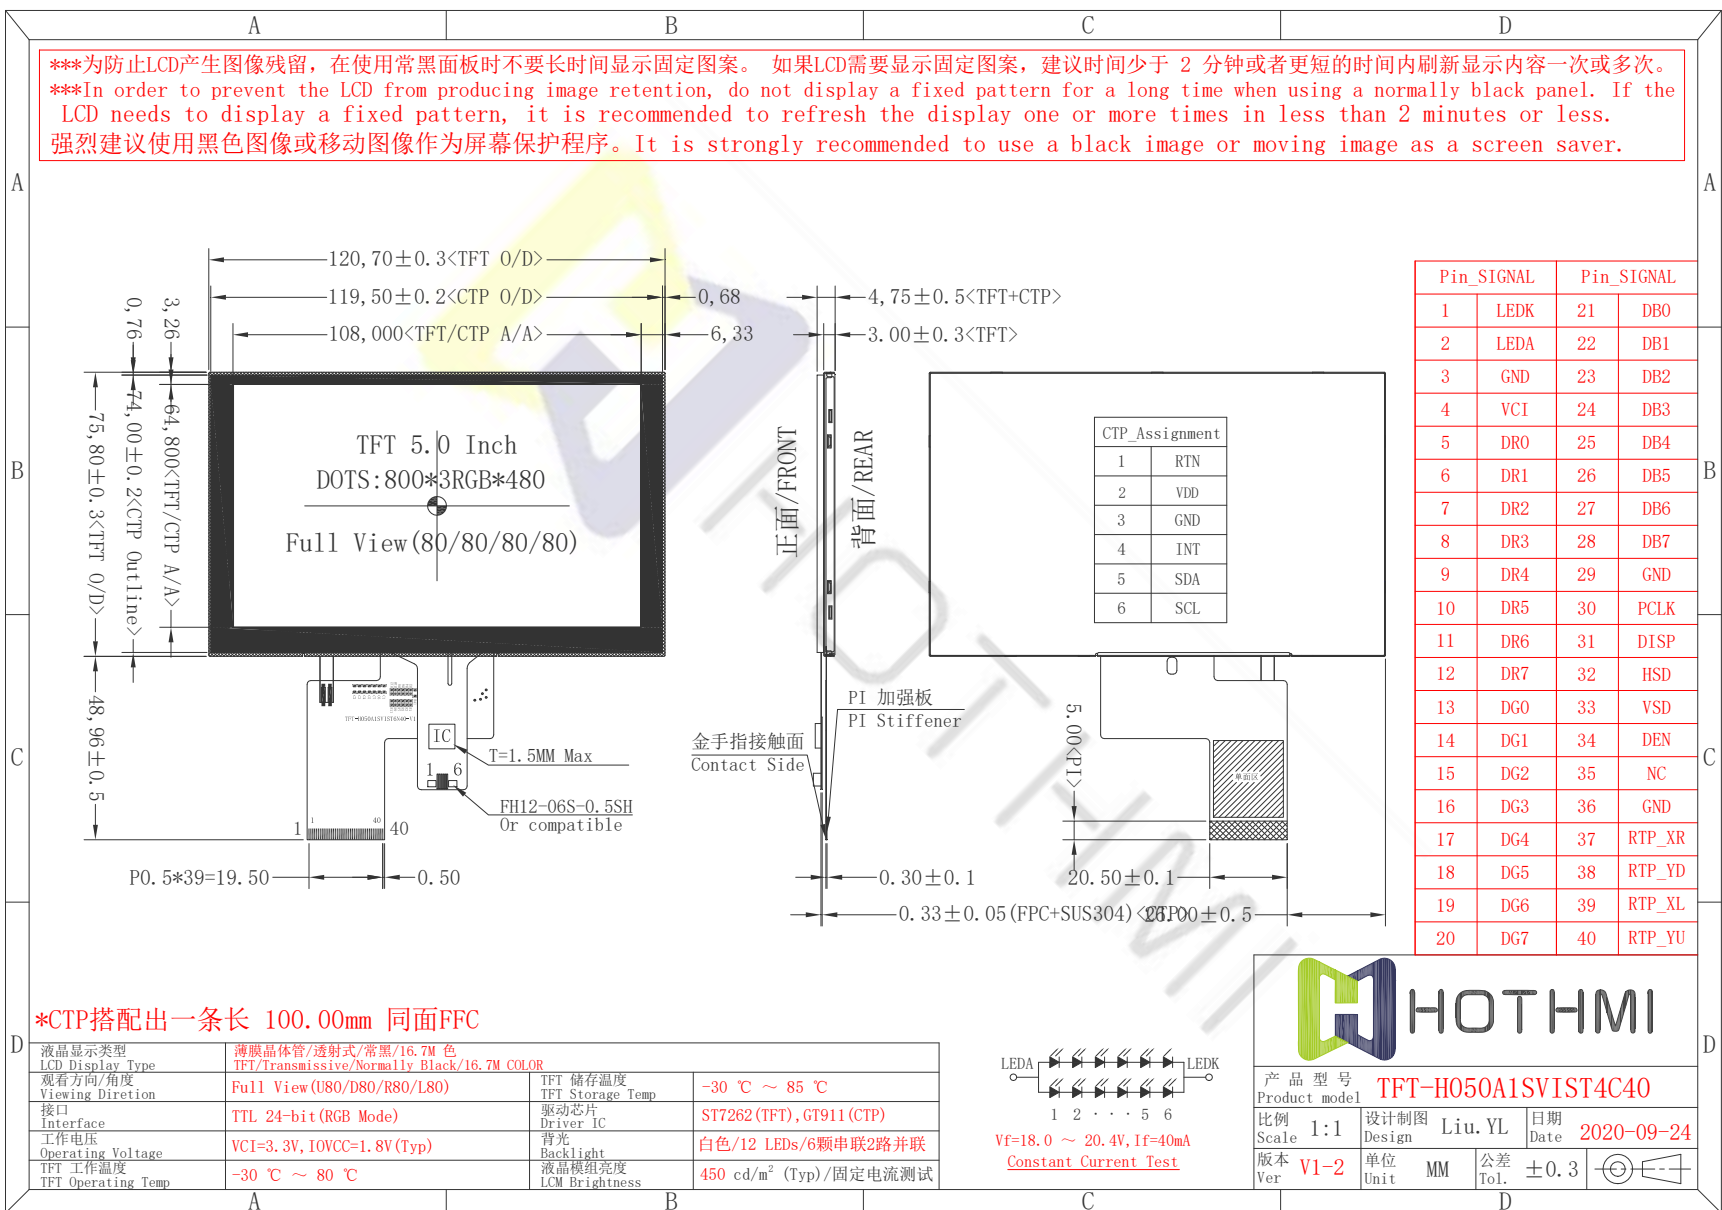 A B C D
***为防止LCD产生图像残留，在使用常黑面板时不要长时间显示固定图案。 如果LCD需要显示固定图案，建议时间少于 2 分钟或者更短的时间内刷新显示内容一次或多次。
***In order to prevent the LCD from producing image retention, do not display a fixed pattern for a long time when using a normally black panel. If the
LCD needs to display a fixed pattern, it is recommended to refresh the display one or more times in less than 2 minutes or less.
强烈建议使用黑色图像或移动图像作为屏幕保护程序。It is strongly recommended to use a black image or moving image as a screen saver.
A A
B B
C C
D D
120,70±0.3<TFT O/D>
119,50±0.2<CTP O/D>
0,68
108,000<TFT/CTP A/A>
6,33
4,75±0.5<TFT+CTP>
3.00±0.3<TFT>
0,76
3,26
75,80±0.3<TFT O/D>
74,00±0.2<CTP Outline>
64,800<TFT/CTP A/A>
48,96±0.5
TFT 5.0 Inch
DOTS:800*3RGB*480
Full View(80/80/80/80)
TFT-H050A1SVIST6N40-V1
IC
T=1.5MM Max
1 6
FH12-06S-0.5SH
Or compatible
1 40
1 40
P0.5*39=19.50
0.50
正面/FRONT
背面/REAR
PI 加强板
PI Stiffener
金手指接触面
Contact Side
0.30±0.1
0.33±0.05(FPC+SUS304)<CTP>
CTP_Assignment
1 RTN
2 VDD
3 GND
4 INT
5 SDA
6 SCL
单面区
5.00<PI>
20.50±0.1
26.00±0.5
Pin_SIGNAL Pin_SIGNAL
1 LEDK 21 DB0
2 LEDA 22 DB1
3 GND 23 DB2
4 VCI 24 DB3
5 DR0 25 DB4
6 DR1 26 DB5
7 DR2 27 DB6
8 DR3 28 DB7
9 DR4 29 GND
10 DR5 30 PCLK
11 DR6 31 DISP
12 DR7 32 HSD
13 DG0 33 VSD
14 DG1 34 DEN
15 DG2 35 NC
16 DG3 36 GND
17 DG4 37 RTP_XR
18 DG5 38 RTP_YD
19 DG6 39 RTP_XL
20 DG7 40 RTP_YU
HOTHMI
*CTP搭配出一条长 100.00mm 同面FFC
液晶显示类型
LCD Display Type
薄膜晶体管/透射式/常黑/16.7M 色
TFT/Transmissive/Normally Black/16.7M COLOR
观看方向/角度
Viewing Diretion
Full View(U80/D80/R80/L80)
TFT 储存温度
TFT Storage Temp
-30 ℃ ～ 85 ℃
接口
Interface
TTL 24-bit(RGB Mode)
驱动芯片
Driver IC
ST7262(TFT),GT911(CTP)
工作电压
Operating Voltage
VCI=3.3V,IOVCC=1.8V(Typ)
背光
Backlight
白色/12 LEDs/6颗串联2路并联
TFT 工作温度
TFT Operating Temp
-30 ℃ ～ 80 ℃
液晶模组亮度
LCM Brightness
450 cd/m² (Typ)/固定电流测试
LEDA LEDK
1 2 · · · 5 6
Vf=18.0 ～ 20.4V,If=40mA
Constant Current Test
HOTHMI
产 品 型 号
Product model
TFT-H050A1SVIST4C40
比例
Scale
1:1
设计制图
Design
Liu.YL
日期
Date
2020-09-24
版本
Ver
V1-2
单位
Unit
MM
公差
Tol.
±0.3
A B C D